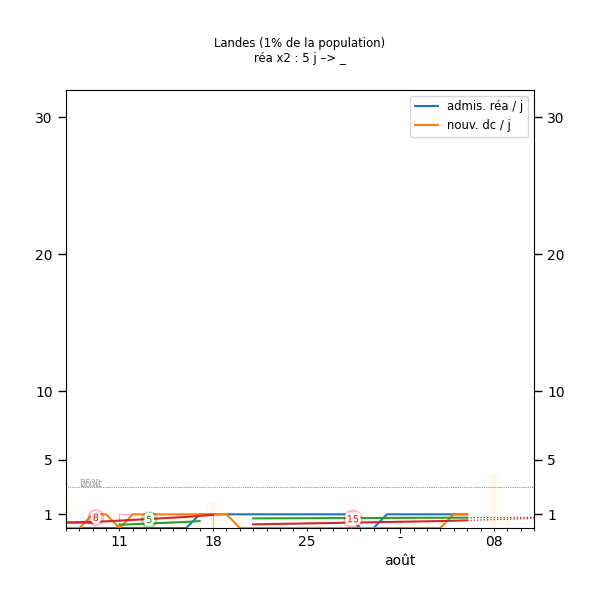 Landes (1% de la population)
réa x2 : 5 j –> _
admis. réa / j
nouv. dc / j
30 30
20 20
10 10
5 5
1 1
8 5 15
11 18 25 - 08
août